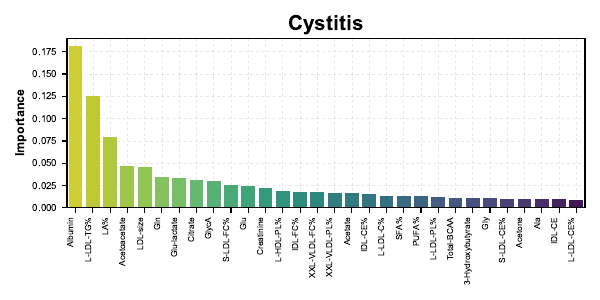 Cystitis
Importance
0.175
0.125
0.100
0.075
0.050
0.025
0.000
Albumin
L-LDL-TG%
LA%
Acetoacetate
LDL-size
Gln
Glu-lactate
Citrate
GlycA
S-LDL-FC%
Glu
Creatinine
L-HDL-PL%
IDL-FC%
XXL-VLDL-FC%
XXL-VLDL-PL%
Acetate
IDL-CE%
L-LDL-C%
SFA%
PUFA%
L-LDL-PL%
Total-BCAA
3-Hydroxybutyrate
Gly
S-LDL-CE%
Acetone
Ala
IDL-CE
L-LDL-CE%